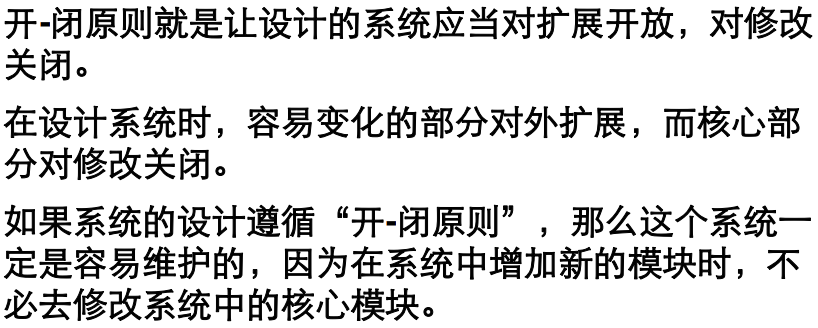 开-闭原则就是让设计的系统应当对扩展开放，对修改
关闭。
在设计系统时，容易变化的部分对外扩展，而核心部
分对修改关闭。
如果系统的设计遵循“开-闭原则”，那么这个系统一
定是容易维护的，因为在系统中增加新的模块时，不
必去修改系统中的核心模块。